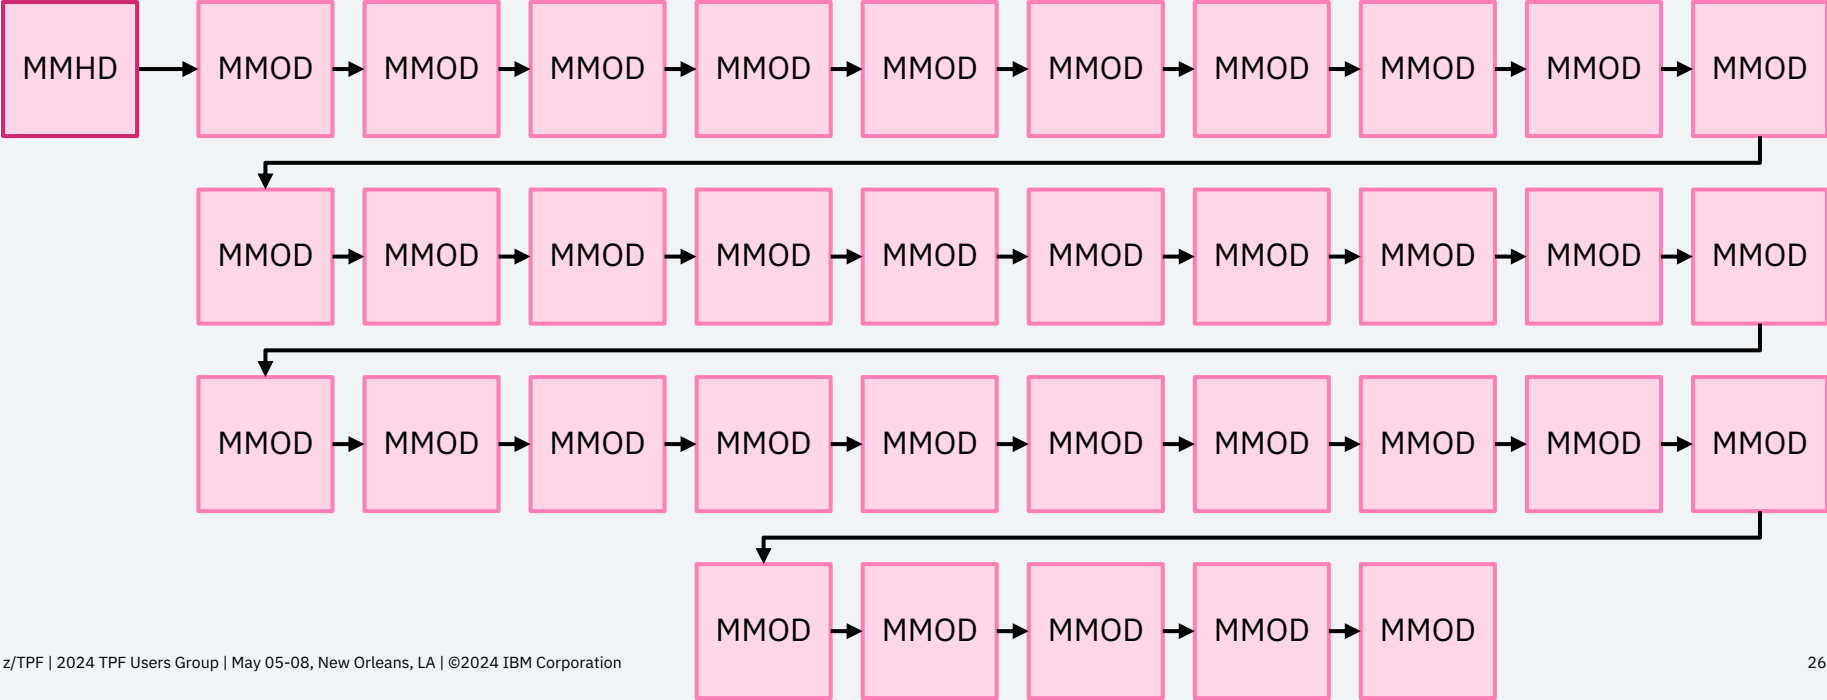 MMHD MMOD MMOD MMOD MMOD MMOD MMOD MMOD MMOD MMOD MMOD
MMOD MMOD MMOD MMOD MMOD MMOD MMOD MMOD MMOD MMOD
MMOD MMOD MMOD MMOD MMOD MMOD MMOD MMOD MMOD MMOD
MMOD MMOD MMOD MMOD MMOD
z/TPF | 2024 TPF Users Group | May 05-08, New Orleans, LA | ©2024 IBM Corporation 26